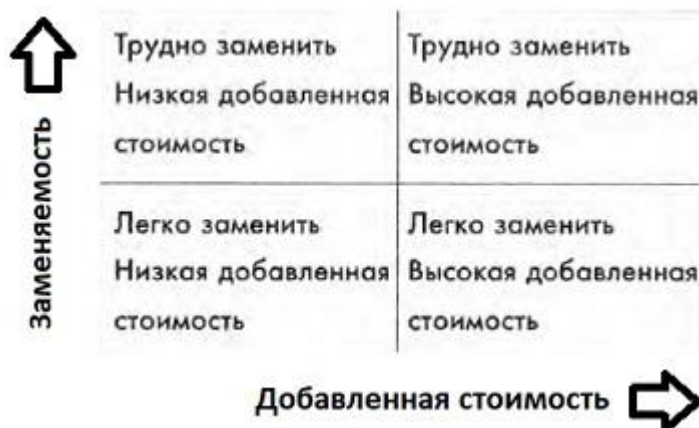 Заменяемость
Трудно заменить
Низкая добавленная
стоимость
Трудно заменить
Высокая добавленная
стоимость
Легко заменить
Низкая добавленная
стоимость
Легко заменить
Высокая добавленная
стоимость
Добавленная стоимость